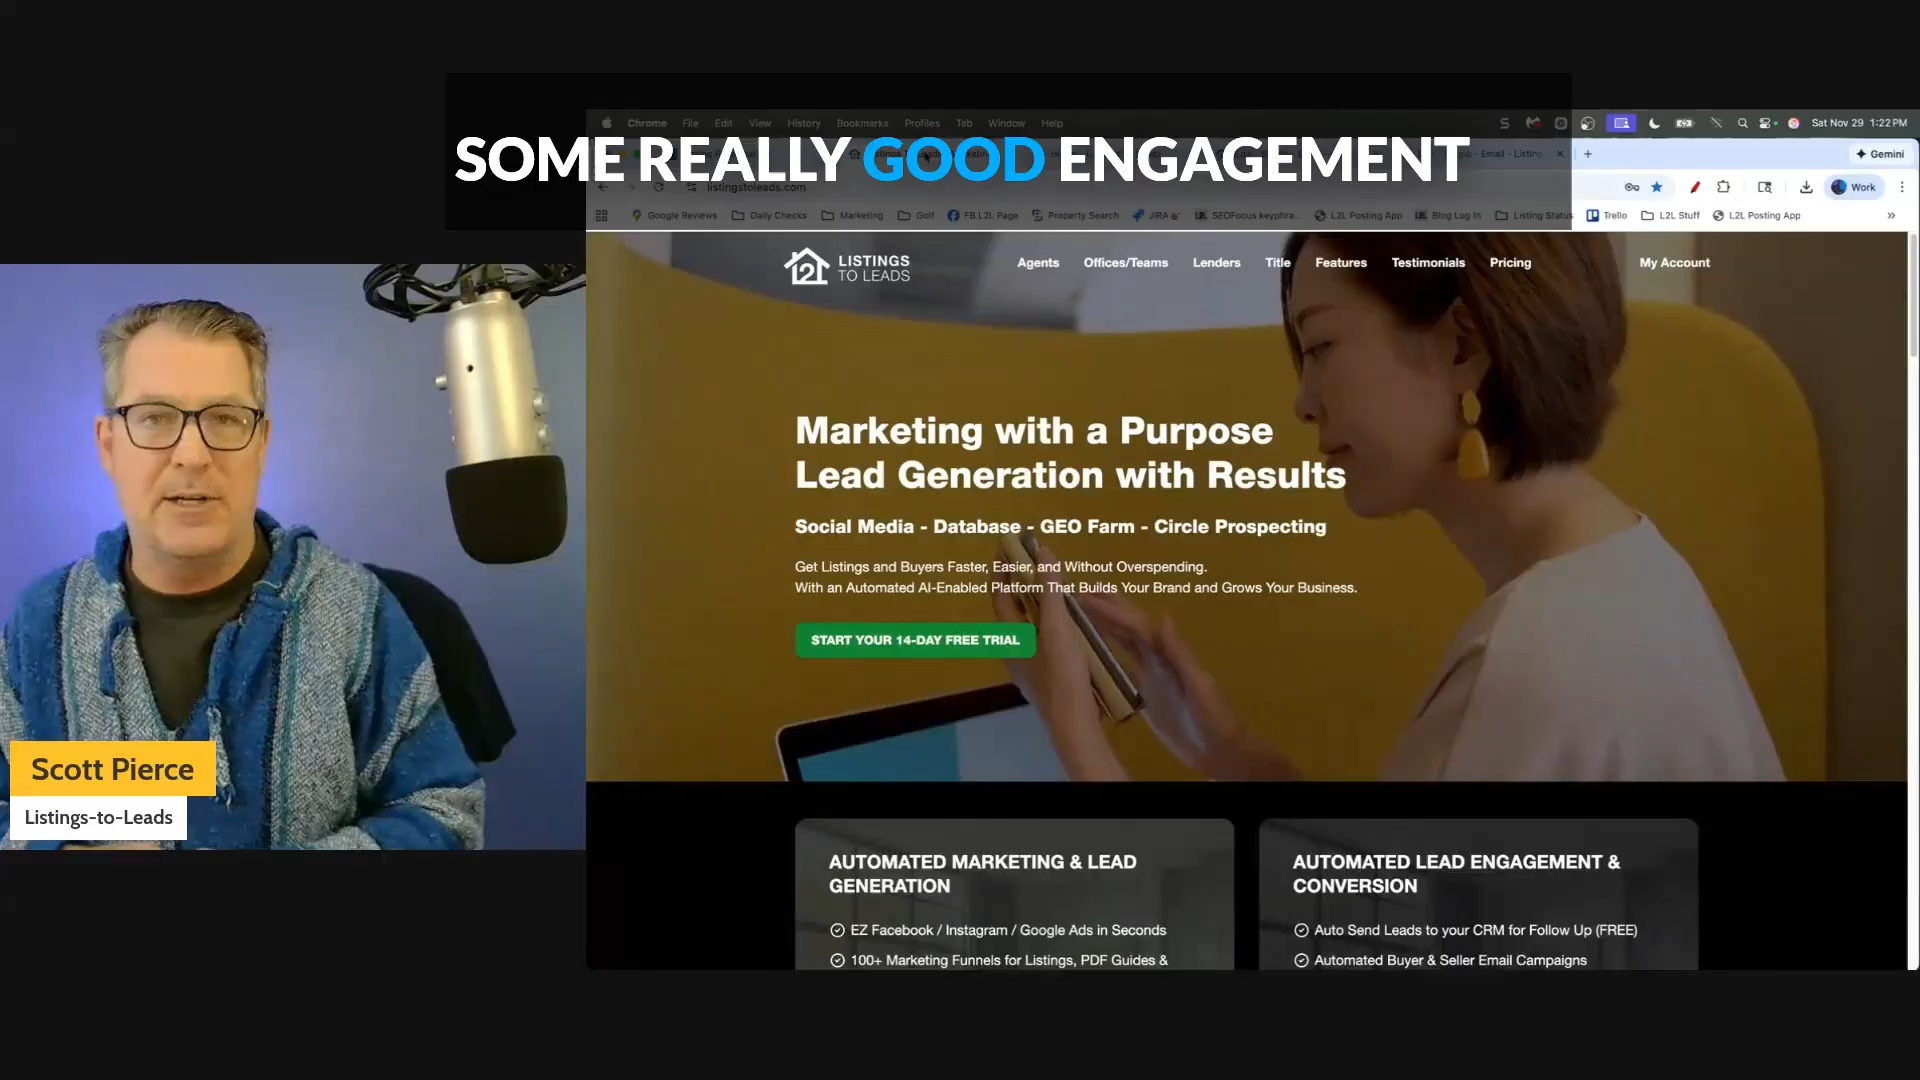 Chrome File Edit View History Bookmarks Profiles Tab Window Help
Sat Nov 29 1:22 PM
SOME REALLY GOOD ENGAGEMENT
Email - Listing
Gemini
listingstoleads.com
Work
Google Reviews Daily Checks Marketing Golf FB L2L Page Property Search JIRA SEOFocus keyphra... L2L Posting App Blog Log In Listing Status Trello L2L Stuff L2L Posting App
L2L LISTINGS
TO LEADS
Agents Offices/Teams Lenders Title Features Testimonials Pricing My Account
Marketing with a Purpose
Lead Generation with Results
Social Media - Database - GEO Farm - Circle Prospecting
Get Listings and Buyers Faster, Easier, and Without Overspending.
With an Automated AI-Enabled Platform That Builds Your Brand and Grows Your Business.
START YOUR 14-DAY FREE TRIAL
Scott Pierce
Listings-to-Leads
AUTOMATED MARKETING & LEAD
GENERATION
EZ Facebook / Instagram / Google Ads in Seconds
100+ Marketing Funnels for Listings, PDF Guides &
AUTOMATED LEAD ENGAGEMENT &
CONVERSION
Auto Send Leads to your CRM for Follow Up (FREE)
Automated Buyer & Seller Email Campaigns